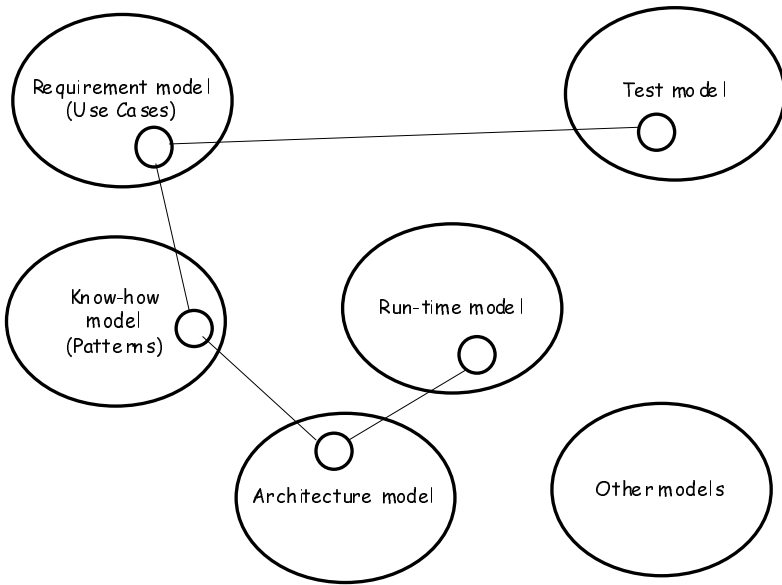 Requirement model
(Use Cases)
Test model
Know-how
model
(Patterns)
Run-time model
Architecture model
Other models